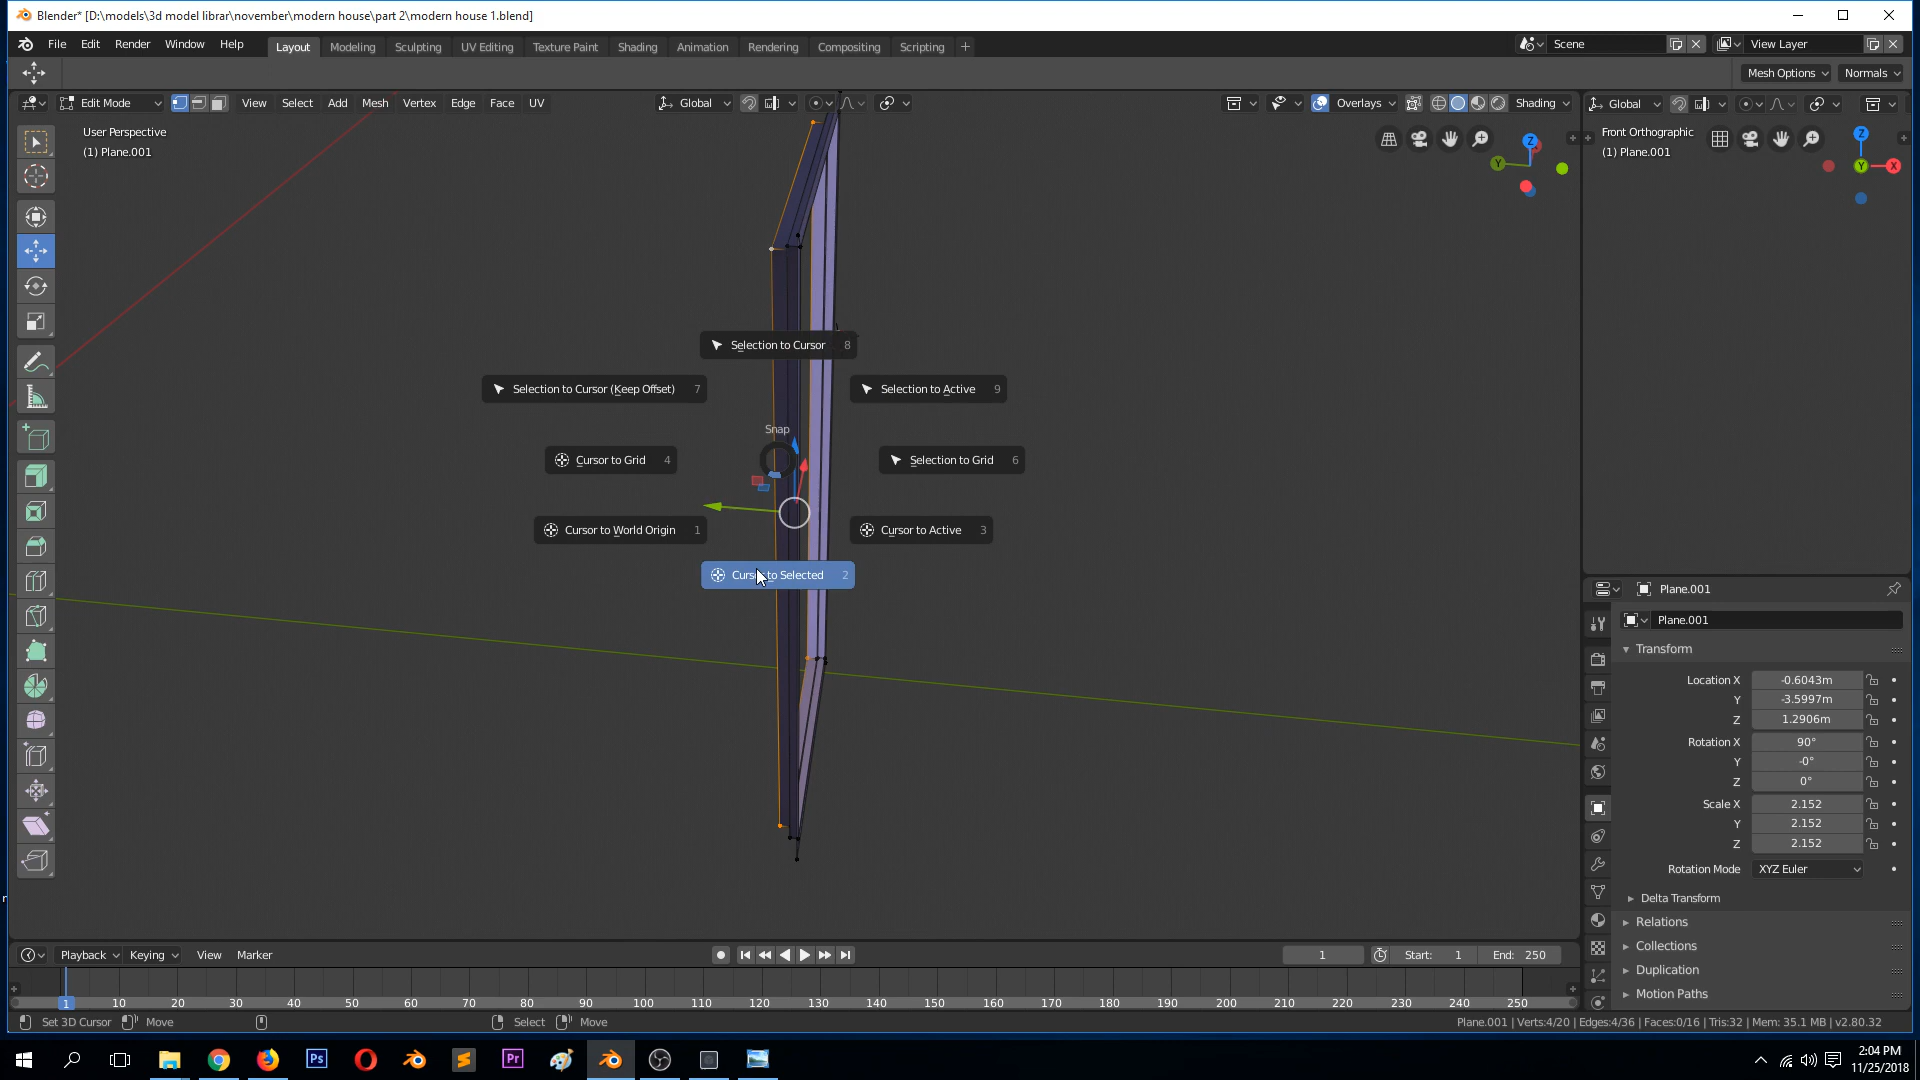 Blender* [D:\models\3d model librar\november\modern house\part 2\modern house 1.blend]
File Edit Render Window Help Layout Modeling Sculpting UV Editing Texture Paint Shading Animation Rendering Compositing Scripting + Scene View Layer
Mesh Options Normals
Edit Mode View Select Add Mesh Vertex Edge Face UV Global Overlays Shading Global
User Perspective
(1) Plane.001
Front Orthographic
(1) Plane.001
Z
Y
Z
Y
X
Selection to Cursor 8
Selection to Cursor (Keep Offset) 7
Selection to Active 9
Snap
Cursor to Grid 4
Selection to Grid 6
Cursor to World Origin 1
Cursor to Active 3
Cursor to Selected 2
Plane.001
Plane.001
Transform
Location X -0.6043m
Y -3.5997m
Z 1.2906m
Rotation X 90°
Y -0°
Z 0°
Scale X 2.152
Y 2.152
Z 2.152
Rotation Mode XYZ Euler
Delta Transform
Relations
Collections
Duplication
Motion Paths
Playback Keying View Marker 1 Start: 1 End: 250
1 10 20 30 40 50 60 70 80 90 100 110 120 130 140 150 160 170 180 190 200 210 220 230 240 250
Set 3D Cursor Move Select Move Plane.001 | Verts:4/20 | Edges:4/36 | Faces:0/16 | Tris:32 | Mem: 35.1 MB | v2.80.32
Ps Pr
2:04 PM
11/25/2018